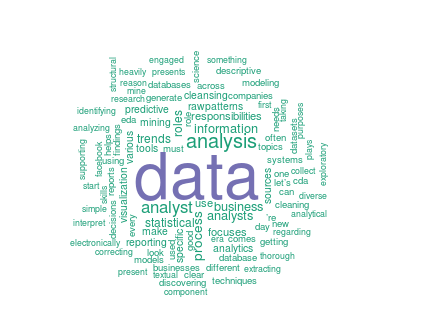 engaged something
structural heavily presents science descriptive
reason databases across modeling
mine cleansing companies
research generate rawpatterns first taking
identifying eda predictive roles role responsibilities needs purposes
analyzing findings mining information often datasets
helps trends analysis topics plays
supporting facebook using various tools must systems exploratory
reports data sources one collect
start skills visualization let's cda
simple decisions analyst use business can diverse
interpret every statistical process analysts 're cleaning analytical
make focuses day new regarding
electronically reporting used specific good era comes getting
correcting look analytics
models database thorough
present businesses different extracting
textual clear techniques
discovering
component